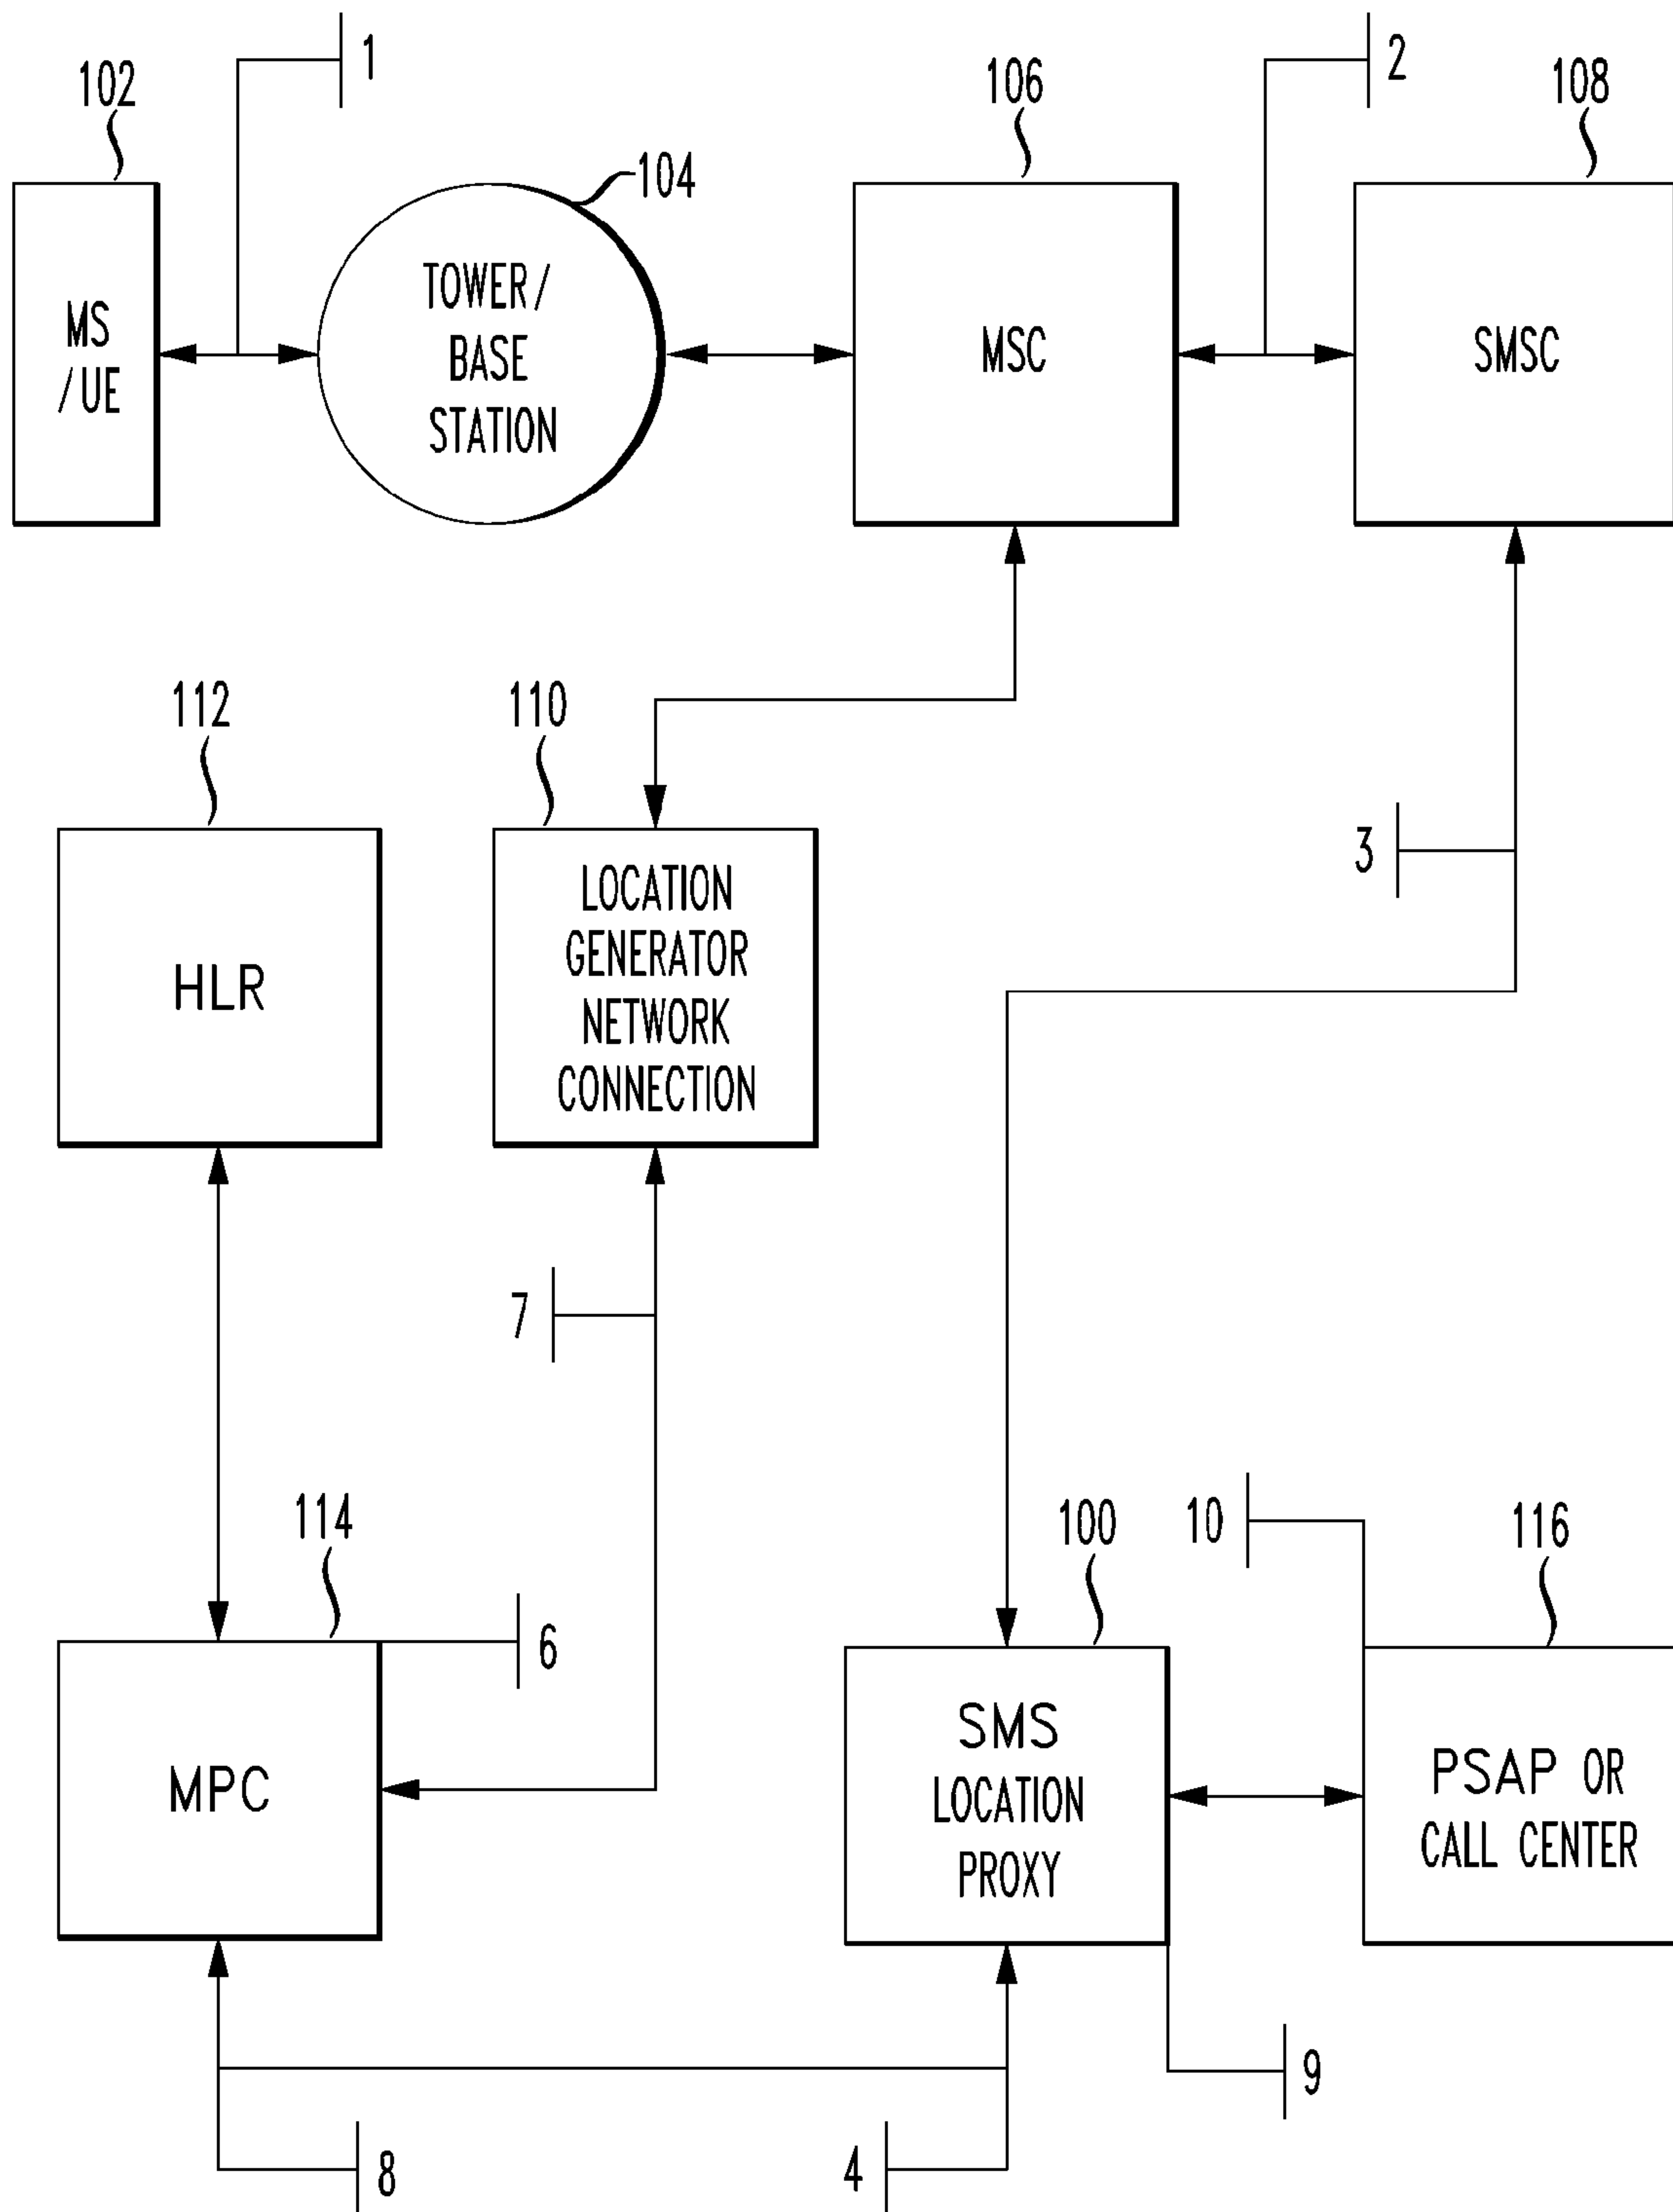 1
2
102
106
108
104
MS
/UE
TOWER/
BASE
STATION
MSC
SMSC
112
110
3
HLR
LOCATION
GENERATOR
NETWORK
CONNECTION
7
114
100
10
116
6
MPC
SMS
LOCATION
PROXY
PSAP OR
CALL CENTER
9
8
4